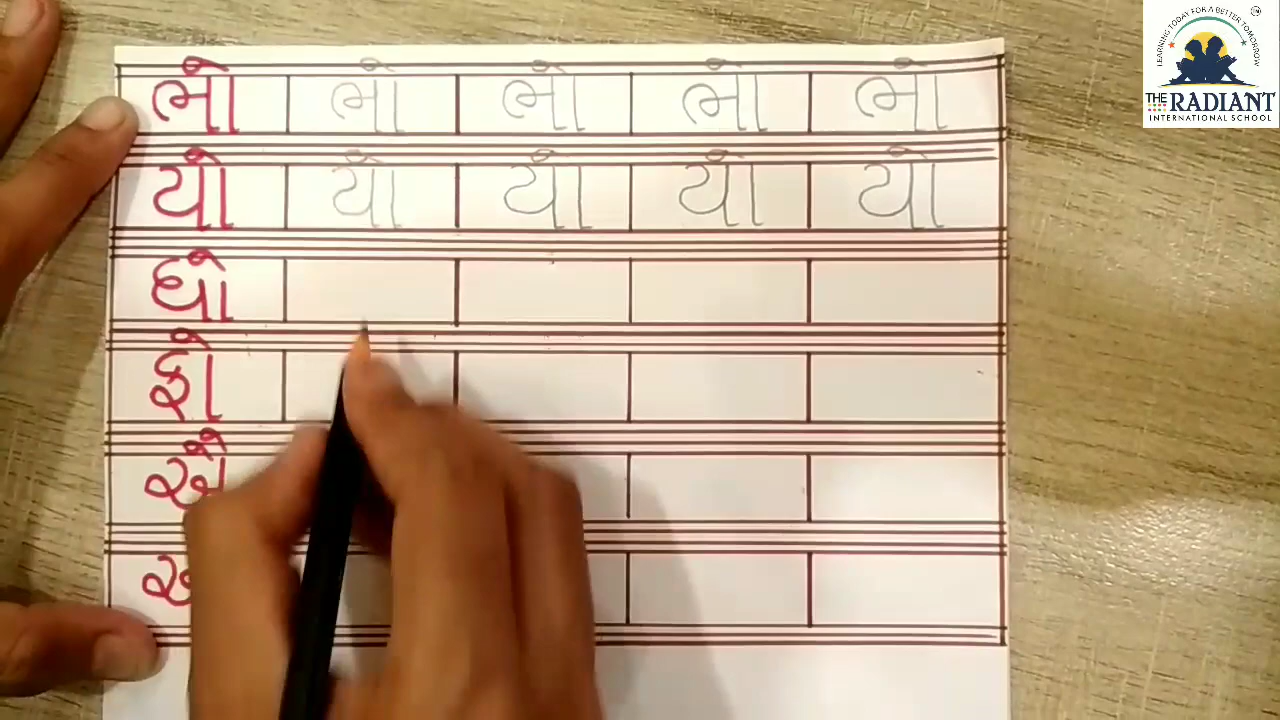 LEARNING TODAY FOR A BETTER TOMORROW
THE RADIANT
INTERNATIONAL SCHOOL
ભો ભો ભો ભો ભો
યો યો યો યો યો
ઘો
ફો